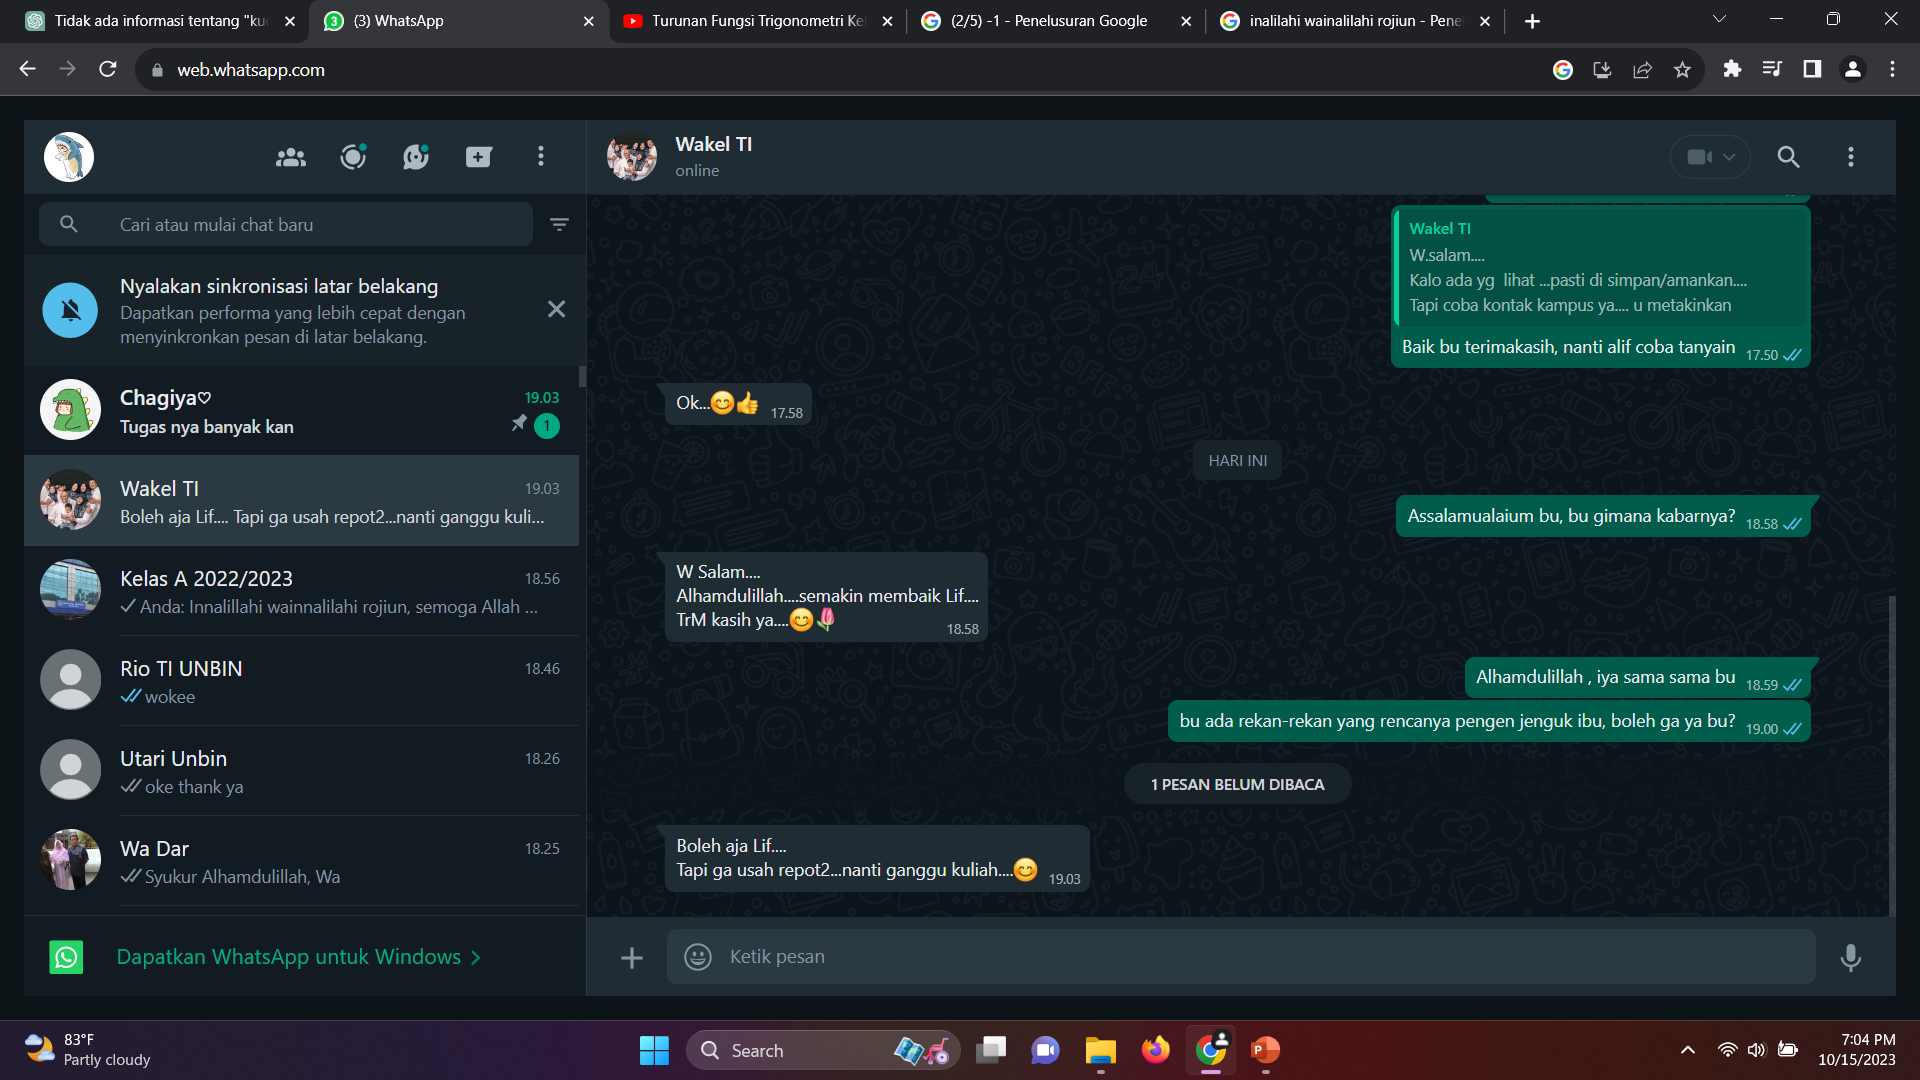 Tidak ada informasi tentang "ku
(3) WhatsApp
Turunan Fungsi Trigonometri Ke
(2/5) -1 - Penelusuran Google
inalilahi wainalilahi rojiun - Pene
web.whatsapp.com
Cari atau mulai chat baru
Nyalakan sinkronisasi latar belakang
Dapatkan performa yang lebih cepat dengan
menyinkronkan pesan di latar belakang.
Chagiya♡ 19.03
Tugas nya banyak kan 1
Wakel TI 19.03
Boleh aja Lif.... Tapi ga usah repot2...nanti ganggu kuli...
Kelas A 2022/2023 18.56
Anda: Innalillahi wainnalilahi rojiun, semoga Allah ...
Rio TI UNBIN 18.46
wokee
Utari Unbin 18.26
oke thank ya
Wa Dar 18.25
Syukur Alhamdulillah, Wa
Dapatkan WhatsApp untuk Windows >
Wakel TI
online
Wakel TI
W.salam....
Kalo ada yg  lihat ...pasti di simpan/amankan....
Tapi coba kontak kampus ya.... u metakinkan
Baik bu terimakasih, nanti alif coba tanyain 17.50
Ok...😊👍 17.58
HARI INI
Assalamualaium bu, bu gimana kabarnya? 18.58
W Salam....
Alhamdulillah....semakin membaik Lif....
TrM kasih ya....😊🌷 18.58
Alhamdulillah , iya sama sama bu 18.59
bu ada rekan-rekan yang rencanya pengen jenguk ibu, boleh ga ya bu? 19.00
1 PESAN BELUM DIBACA
Boleh aja Lif....
Tapi ga usah repot2...nanti ganggu kuliah....😊 19.03
Ketik pesan
83°F
Partly cloudy
Search
7:04 PM
10/15/2023